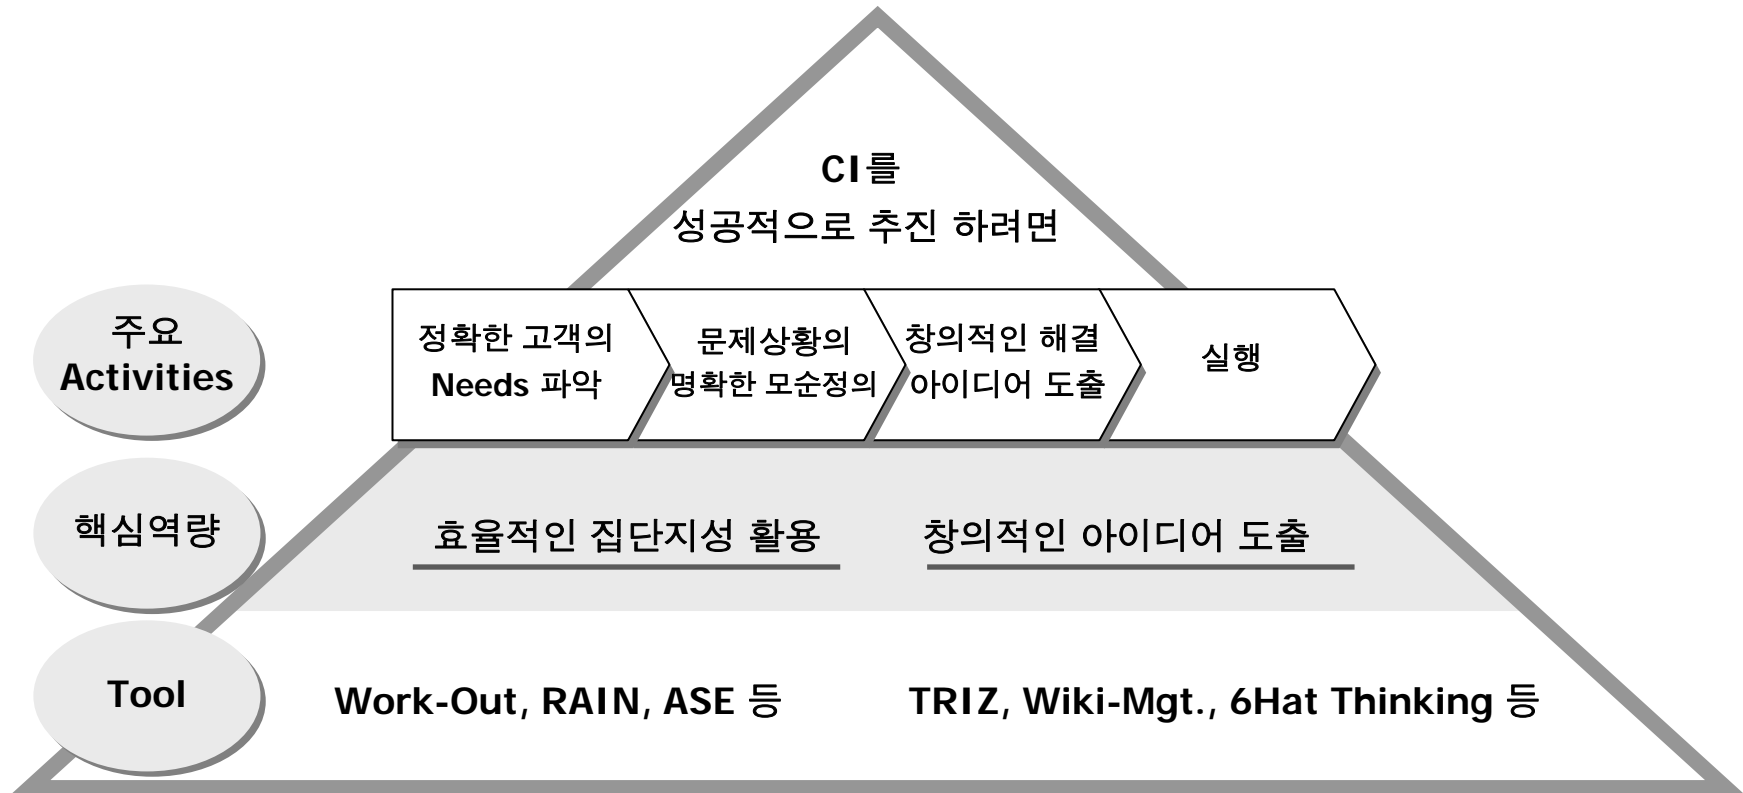 CI를
성공적으로 추진 하려면
주요
Activities
정확한 고객의
Needs 파악
문제상황의
명확한 모순정의
창의적인 해결
아이디어 도출
실행
핵심역량
효율적인 집단지성 활용
창의적인 아이디어 도출
Tool
Work-Out, RAIN, ASE 등
TRIZ, Wiki-Mgt., 6Hat Thinking 등